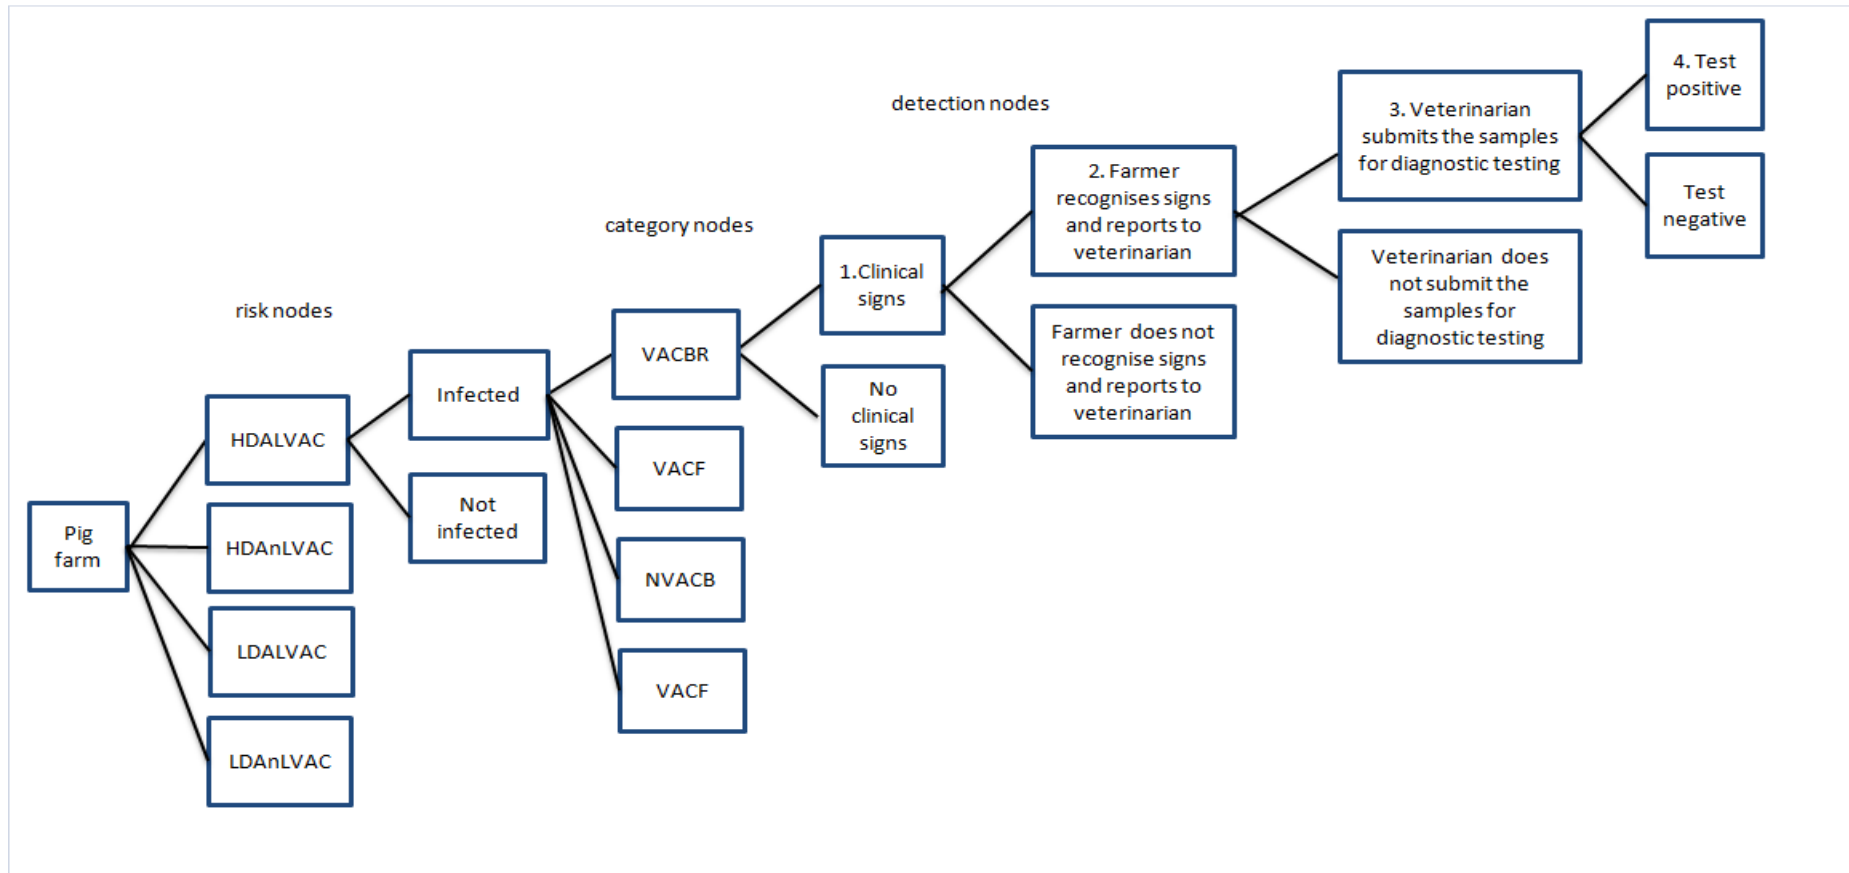 Pig
farm
risk nodes
HDALVAC
HDAnLVAC
LDALVAC
LDAnLVAC
Infected
Not
infected
category nodes
VACBR
VACF
NVACB
VACF
detection nodes
1.Clinical
signs
No
clinical
signs
2. Farmer
recognises signs
and reports to
veterinarian
Farmer does not
recognise signs
and reports to
veterinarian
3. Veterinarian
submits the samples
for diagnostic testing
Veterinarian does
not submit the
samples for
diagnostic testing
4. Test
positive
Test
negative